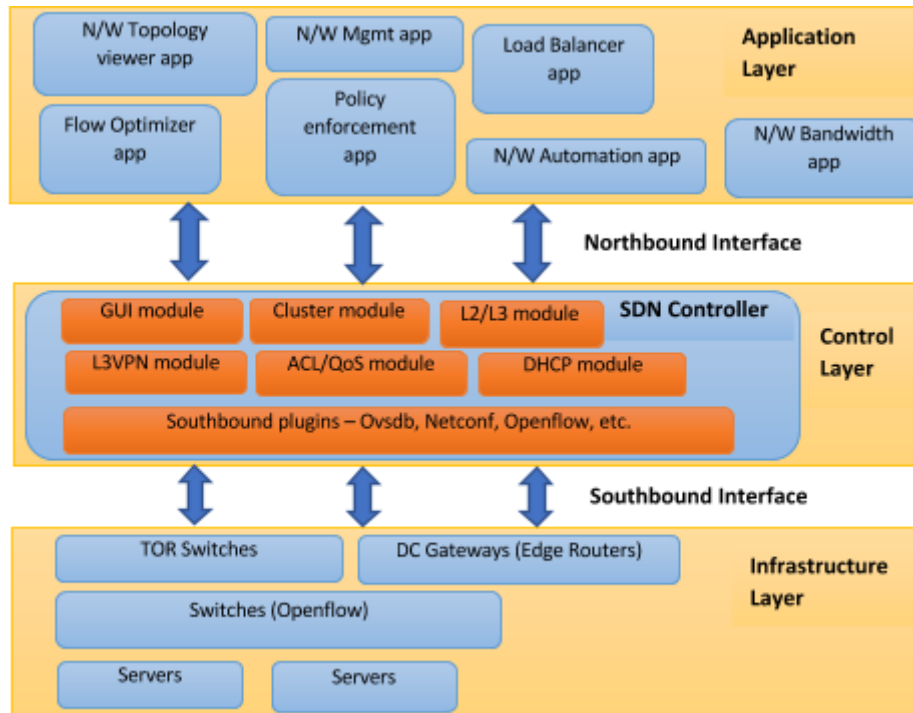 N/W Topology
viewer app
N/W Mgmt app
Load Balancer
app
Application
Layer
Flow Optimizer
app
Policy
enforcement
app
N/W Automation app
N/W Bandwidth
app
Northbound Interface
GUI module
Cluster module
L2/L3 module
SDN Controller
L3VPN module
ACL/QoS module
DHCP module
Control
Layer
Southbound plugins – Ovsdb, Netconf, Openflow, etc.
Southbound Interface
TOR Switches
DC Gateways (Edge Routers)
Infrastructure
Layer
Switches (Openflow)
Servers
Servers